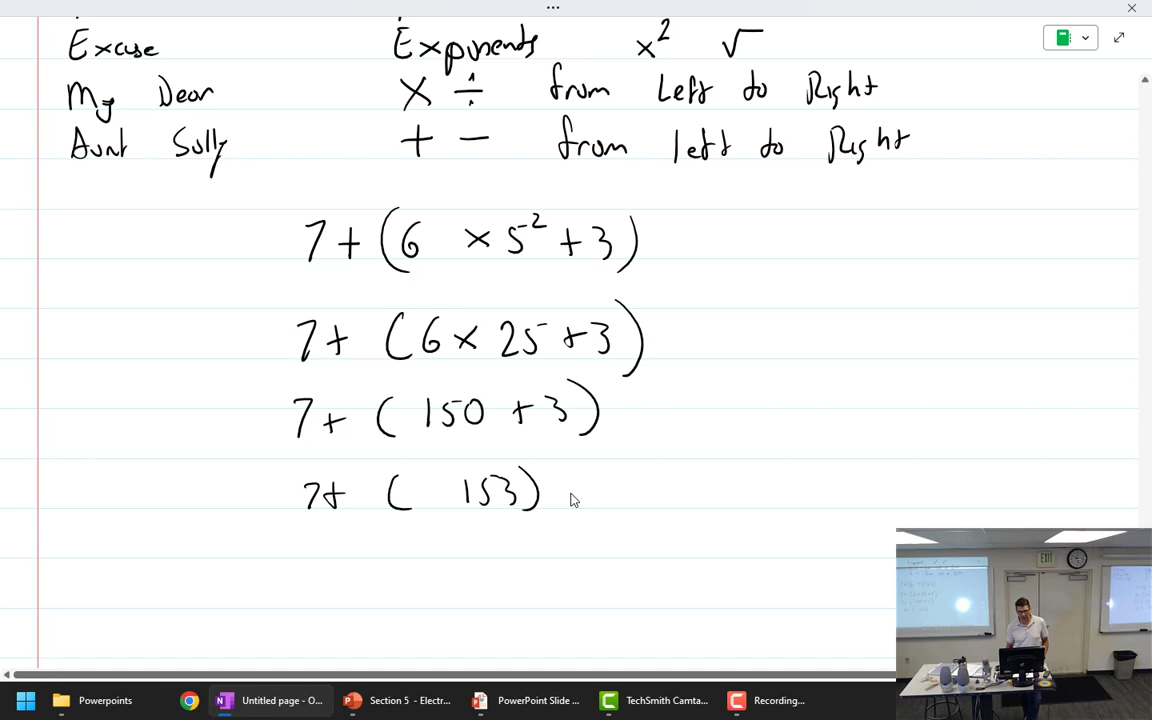 Excuse Exponents x² √
My Dear × ÷ from Left to Right
Aunt Sally + - from left to Right
7+(6 ×5²+3)
7+ (6× 25 +3)
7+ (150 +3)
7+ ( 153)
EXIT
Powerpoints
Untitled page - O...
Section 5 - Electr...
PowerPoint Slide ...
TechSmith Camta...
Recording...